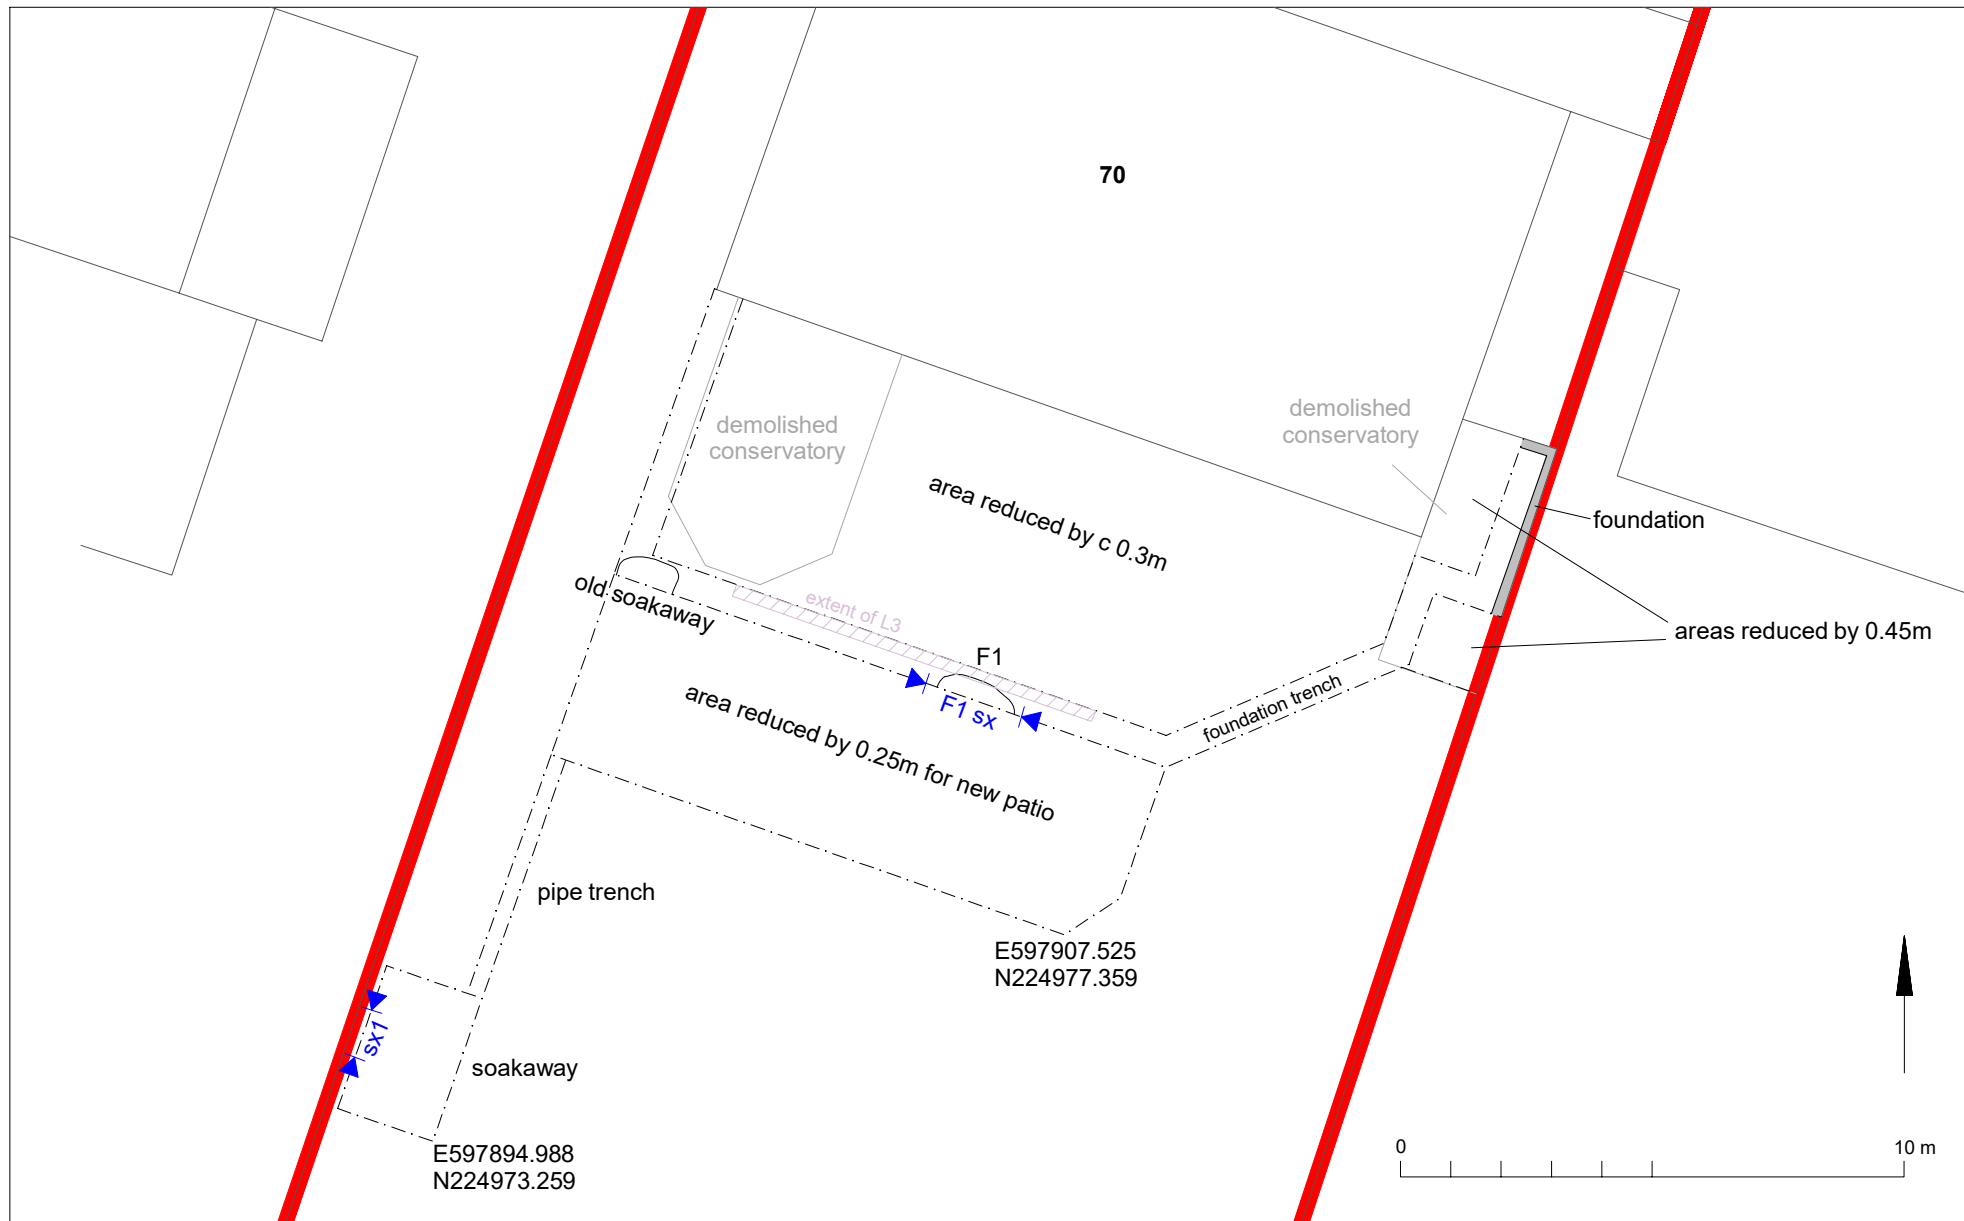 70
demolished
conservatory
demolished
conservatory
area reduced by c 0.3m
foundation
old soakaway
extent of L3
areas reduced by 0.45m
F1
F1 sx
foundation trench
area reduced by 0.25m for new patio
pipe trench
E597907.525
N224977.359
sx1
soakaway
E597894.988
N224973.259
0
10 m